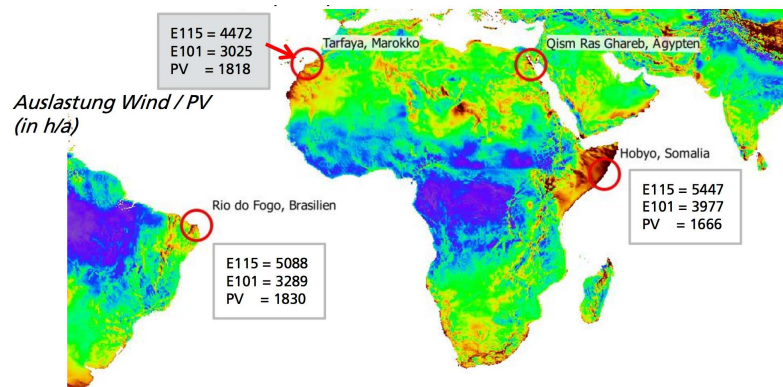 E115 = 4472
E101 = 3025
PV = 1818
Tarfaya, Marokko
Qism Ras Ghareb, Ägypten
Auslastung Wind / PV
(in h/a)
Hobyo, Somalia
E115 = 5447
E101 = 3977
PV = 1666
Rio do Fogo, Brasilien
E115 = 5088
E101 = 3289
PV = 1830